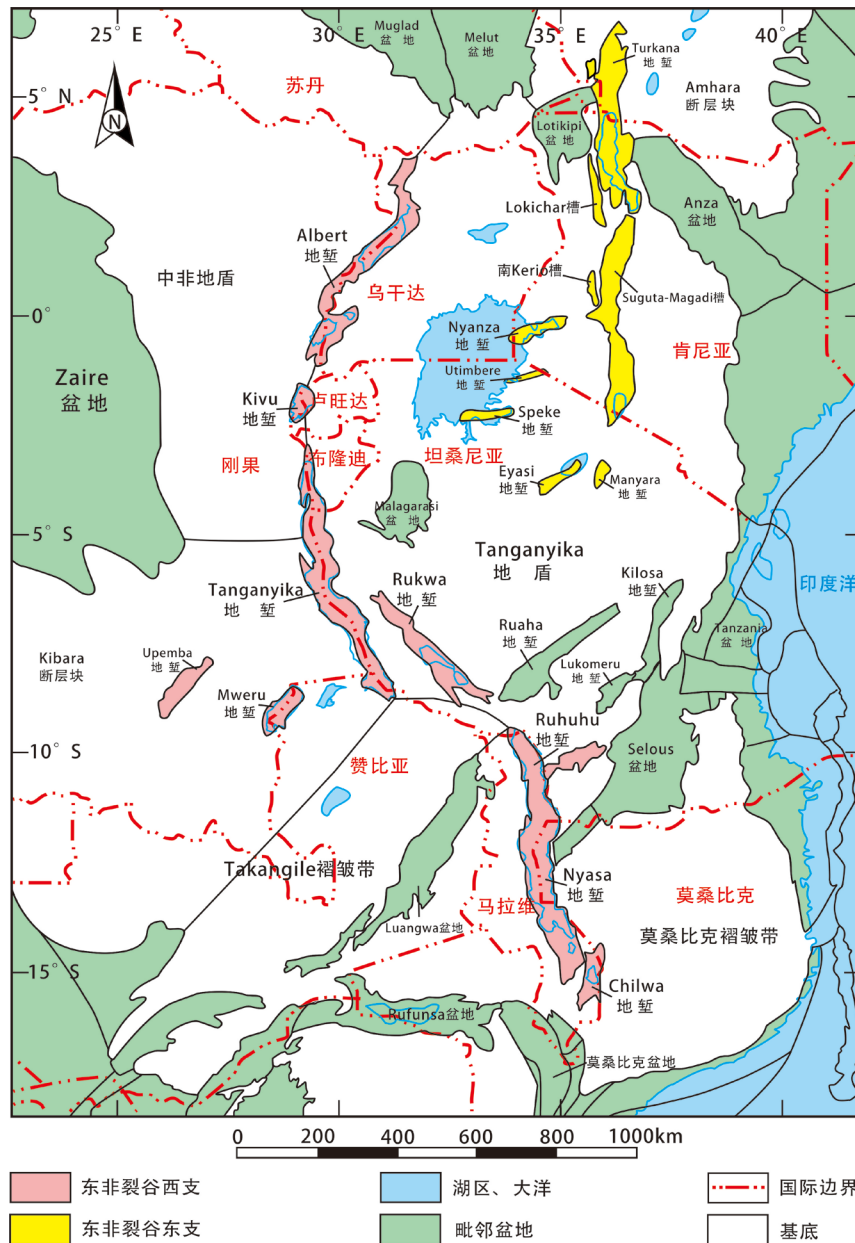 25° E
30° E
35° E
40° E
Muglad
盆 地
Melut
盆 地
Turkana
地 堑
Amhara
断层块
苏丹
5° N
N
Lotikipi
盆 地
Anza
盆地
Lokichar槽
Albert
地 堑
中非地盾
南Kerio槽
Suguta-Magadi槽
乌干达
0°
Nyanza
地 堑
肯尼亚
Zaire
盆 地
Utimbere
地 堑
Kivu
地 堑
卢旺达
Speke
地 堑
刚果
布隆迪
坦桑尼亚
Eyasi
地 堑
Manyara
地 堑
Malagarasi
盆 地
5° S
Tanganyika
地 盾
Kilosa
地 堑
印度洋
Tanganyika
地 堑
Rukwa
地 堑
Ruaha
地 堑
Tanzania
盆 地
Kibara
断层块
Upemba
地 堑
Lukomeru
地 堑
Mweru
地 堑
Ruhuhu
地 堑
10° S
Selous
盆 地
赞比亚
Takangile褶皱带
Nyasa
地 堑
马拉维
莫桑比克
Luangwa盆地
莫桑比克褶皱带
15° S
Chilwa
地 堑
Rufunsa盆地
莫桑比克盆地
0 200 400 600 800 1000km
东非裂谷西支
湖区、大洋
国际边界
东非裂谷东支
毗邻盆地
基底